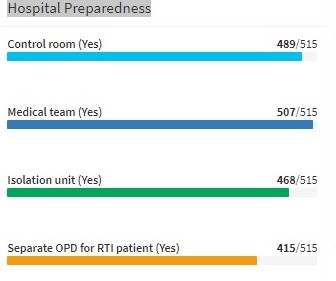 Hospital Preparedness
Control room (Yes) 489/515
Medical team (Yes) 507/515
Isolation unit (Yes) 468/515
Separate OPD for RTI patient (Yes) 415/515